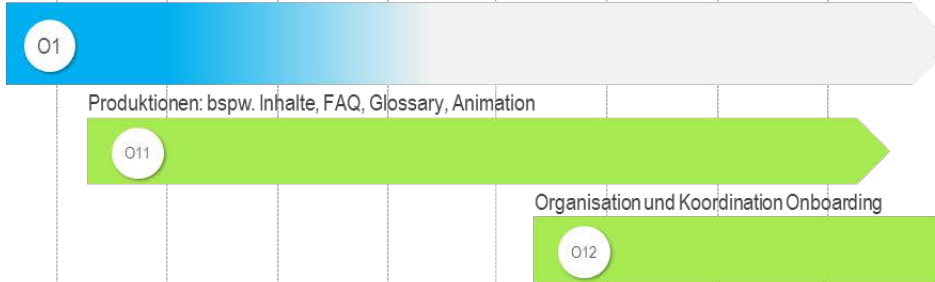 O1
Produktionen: bspw. Inhalte, FAQ, Glossary, Animation
O11
Organisation und Koordination Onboarding
O12